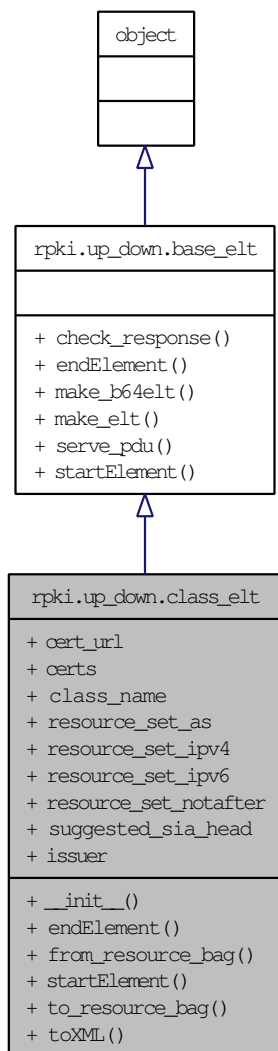 object
rpki.up_down.base_elt
+ check_response()
+ endElement()
+ make_b64elt()
+ make_elt()
+ serve_pdu()
+ startElement()
rpki.up_down.class_elt
+ cert_url
+ certs
+ class_name
+ resource_set_as
+ resource_set_ipv4
+ resource_set_ipv6
+ resource_set_notafter
+ suggested_sia_head
+ issuer
+ __init__()
+ endElement()
+ from_resource_bag()
+ startElement()
+ to_resource_bag()
+ toXML()